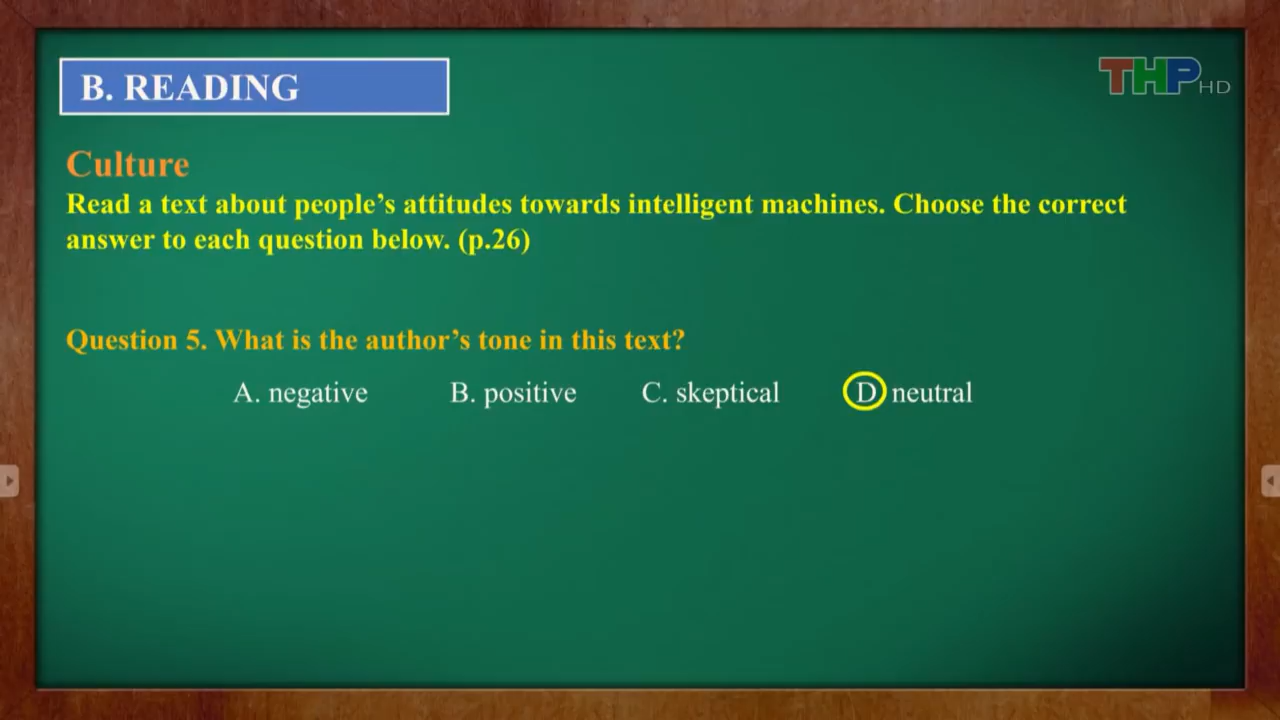 B. READING
THP HD
Culture
Read a text about people's attitudes towards intelligent machines. Choose the correct
answer to each question below. (p.26)
Question 5. What is the author's tone in this text?
A. negative B. positive C. skeptical D neutral